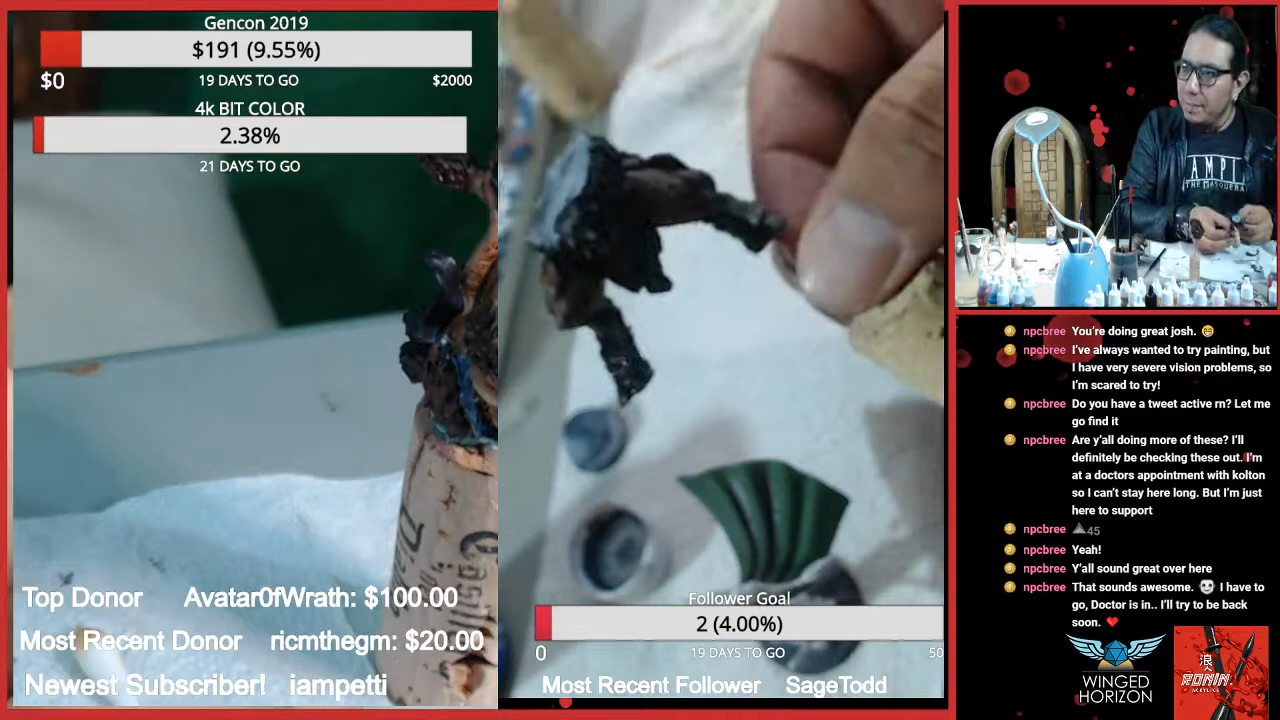 Gencon 2019
$191 (9.55%)
$0
19 DAYS TO GO
$2000
4k BIT COLOR
2.38%
21 DAYS TO GO
Top Donor AvatarOfWrath: $100.00
Most Recent Donor ricmthegm: $20.00
Newest Subscriber! iampetti
Follower Goal
2 (4.00%)
0
19 DAYS TO GO
50
Most Recent Follower SageTodd
AMPI
THE MASQUERA
npcbree You're doing great josh. 😁
npcbree I've always wanted to try painting, but
I have very severe vision problems, so
I'm scared to try!
npcbree Do you have a tweet active rn? Let me
go find it
npcbree Are y'all doing more of these? I'll
definitely be checking these out. I'm
at a doctors appointment with kolton
so I can't stay here long. But I'm just
here to support
npcbree 45
npcbree Yeah!
npcbree Y'all sound great over here
npcbree That sounds awesome. I have to
go, Doctor is in.. I'll try to be back
soon. ❤️
WINGED
HORIZON
浪人
RONIN
ACRYLICS